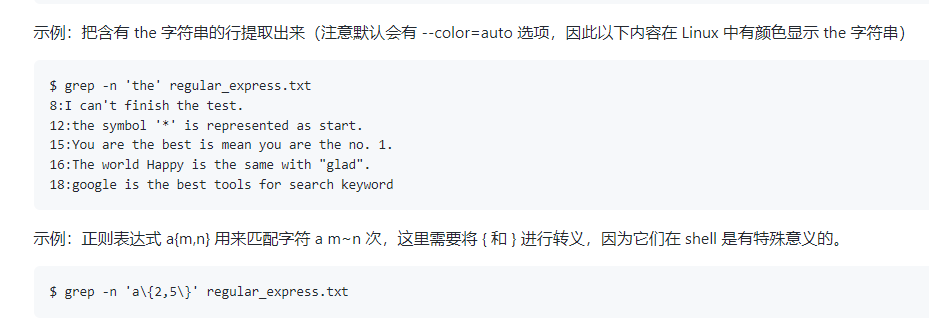 示例：把含有 the 字符串的行提取出来（注意默认会有 --color=auto 选项，因此以下内容在 Linux 中有颜色显示 the 字符串）
$ grep -n 'the' regular_express.txt
8:I can't finish the test.
12:the symbol '*' is represented as start.
15:You are the best is mean you are the no. 1.
16:The world Happy is the same with "glad".
18:google is the best tools for search keyword
示例：正则表达式 a{m,n} 用来匹配字符 a m~n 次，这里需要将 { 和 } 进行转义，因为它们在 shell 是有特殊意义的。
$ grep -n 'a\{2,5\}' regular_express.txt